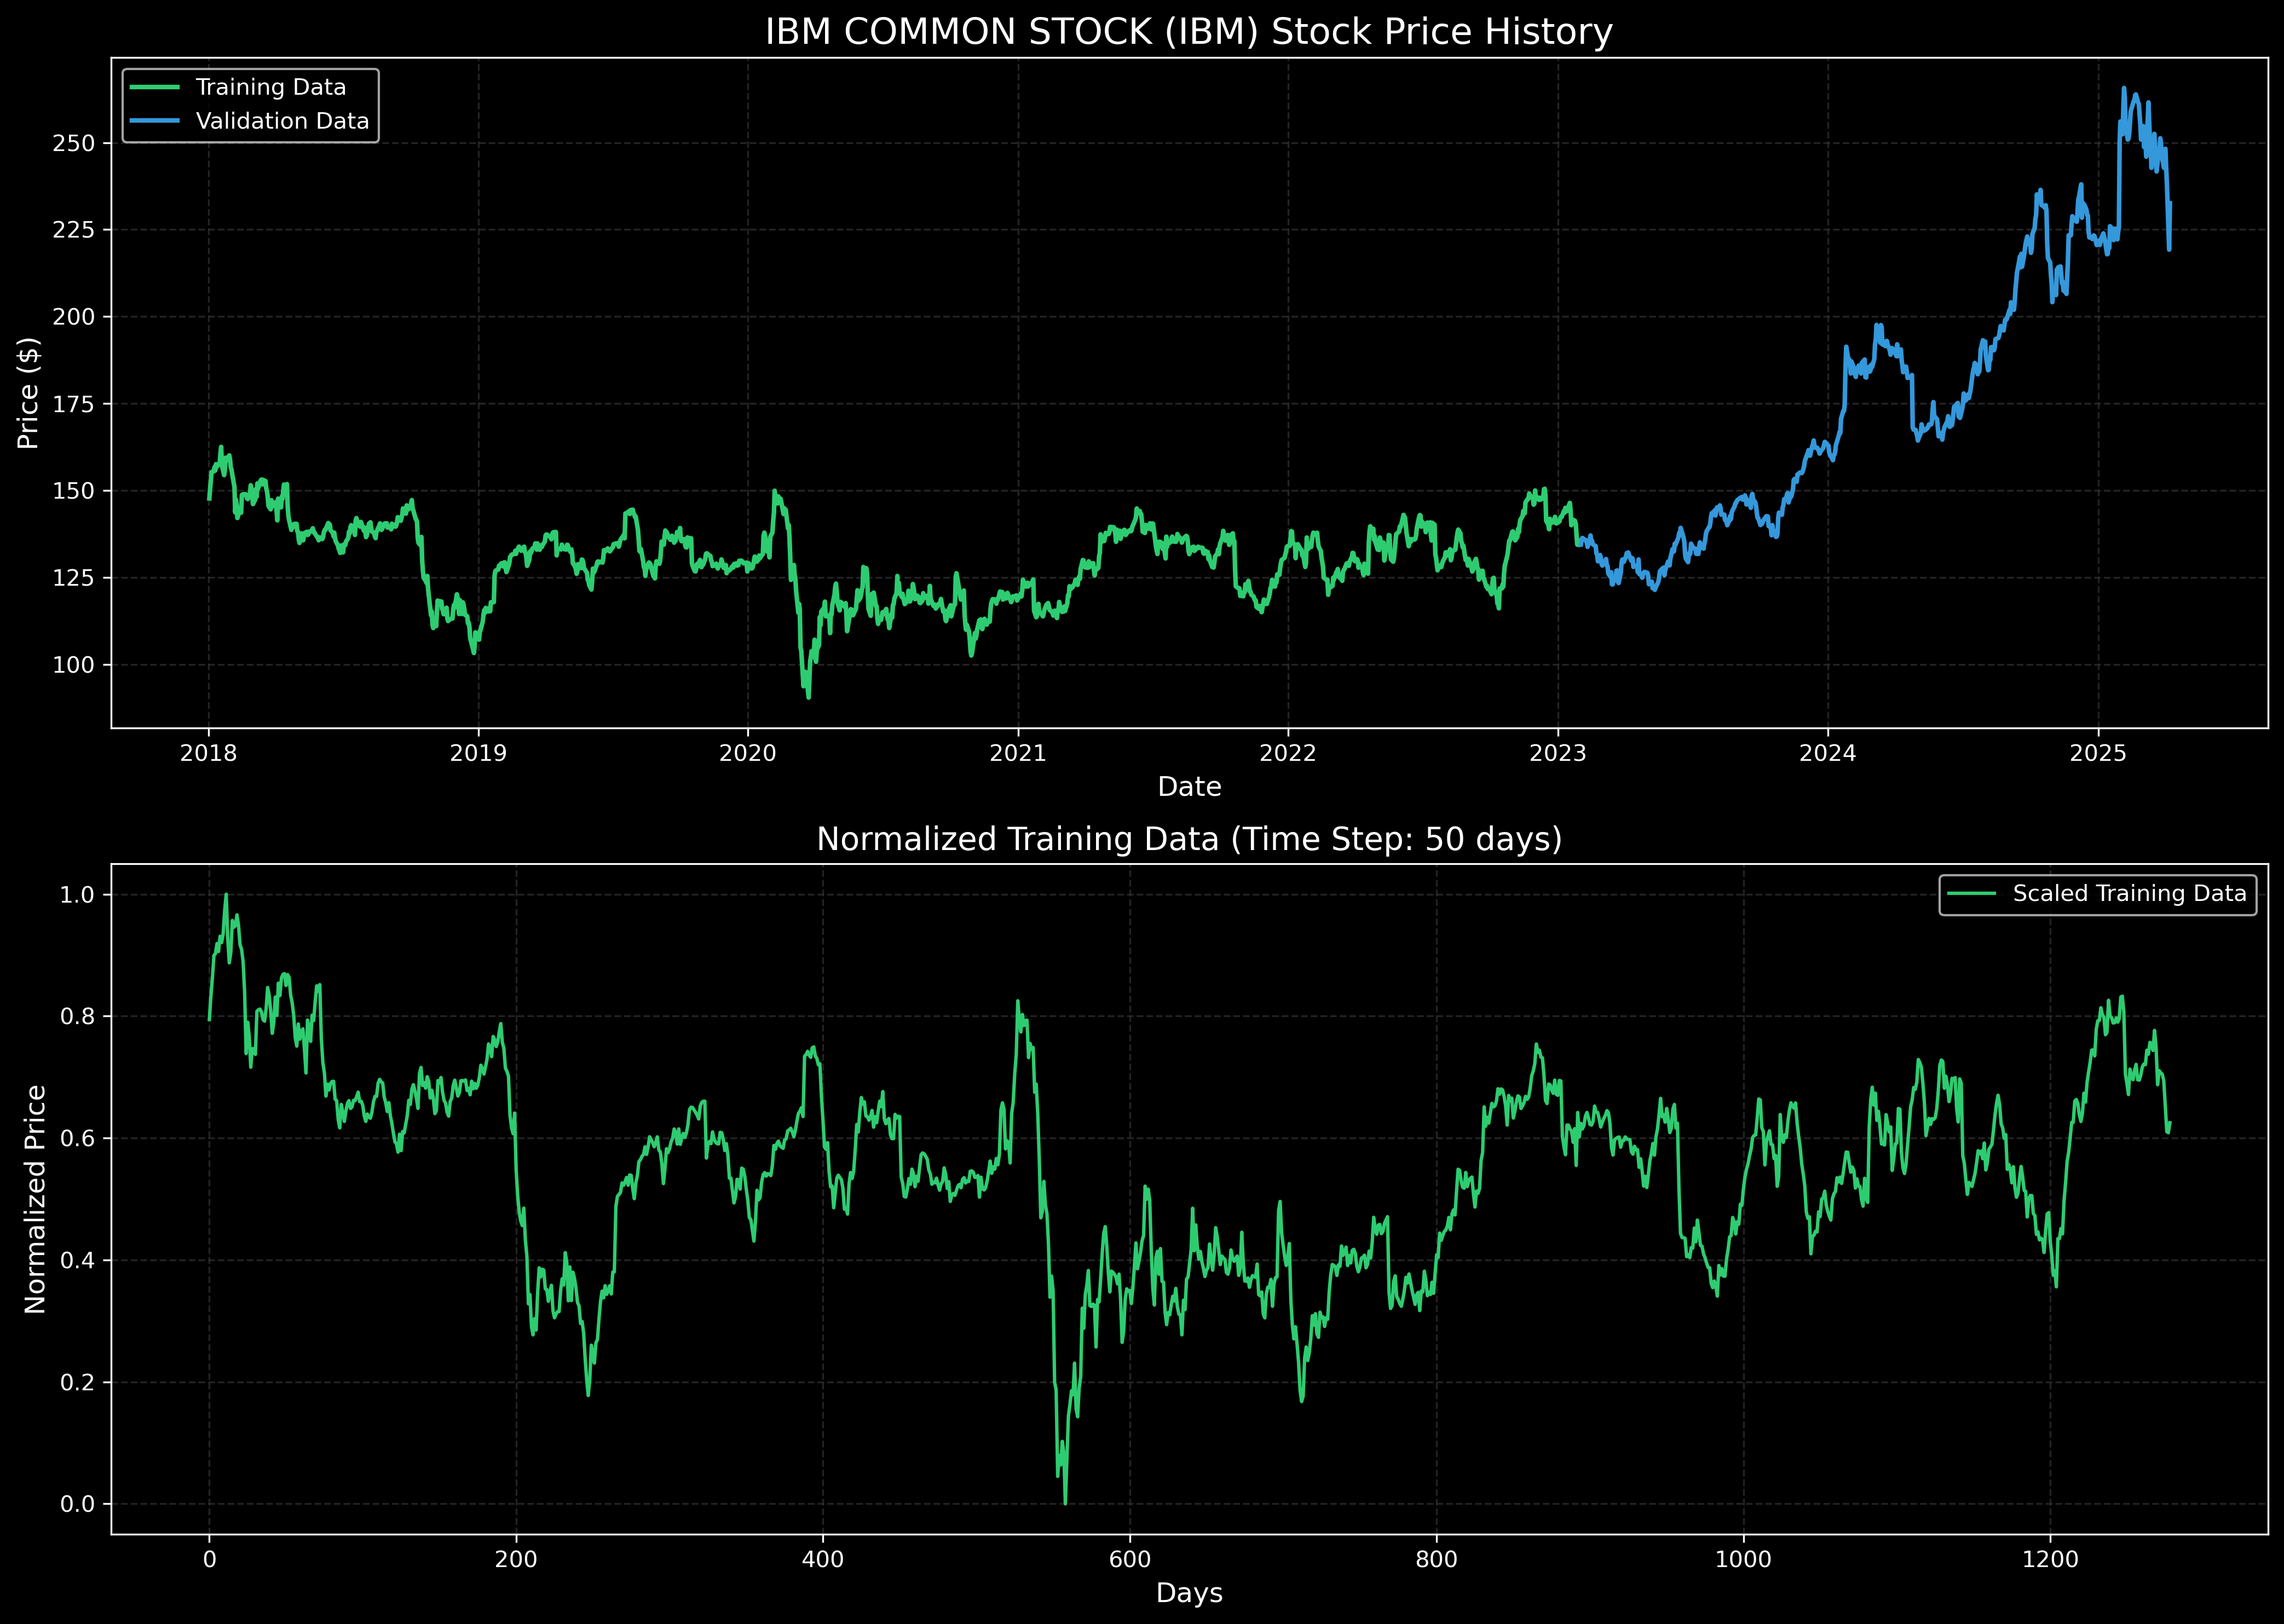 IBM COMMON STOCK (IBM) Stock Price History
Training Data
Validation Data
Price ($)
250
225
200
175
150
125
100
2018 2019 2020 2021 2022 2023 2024 2025
Date
Normalized Training Data (Time Step: 50 days)
Scaled Training Data
Normalized Price
1.0
0.8
0.6
0.4
0.2
0.0
0 200 400 600 800 1000 1200
Days